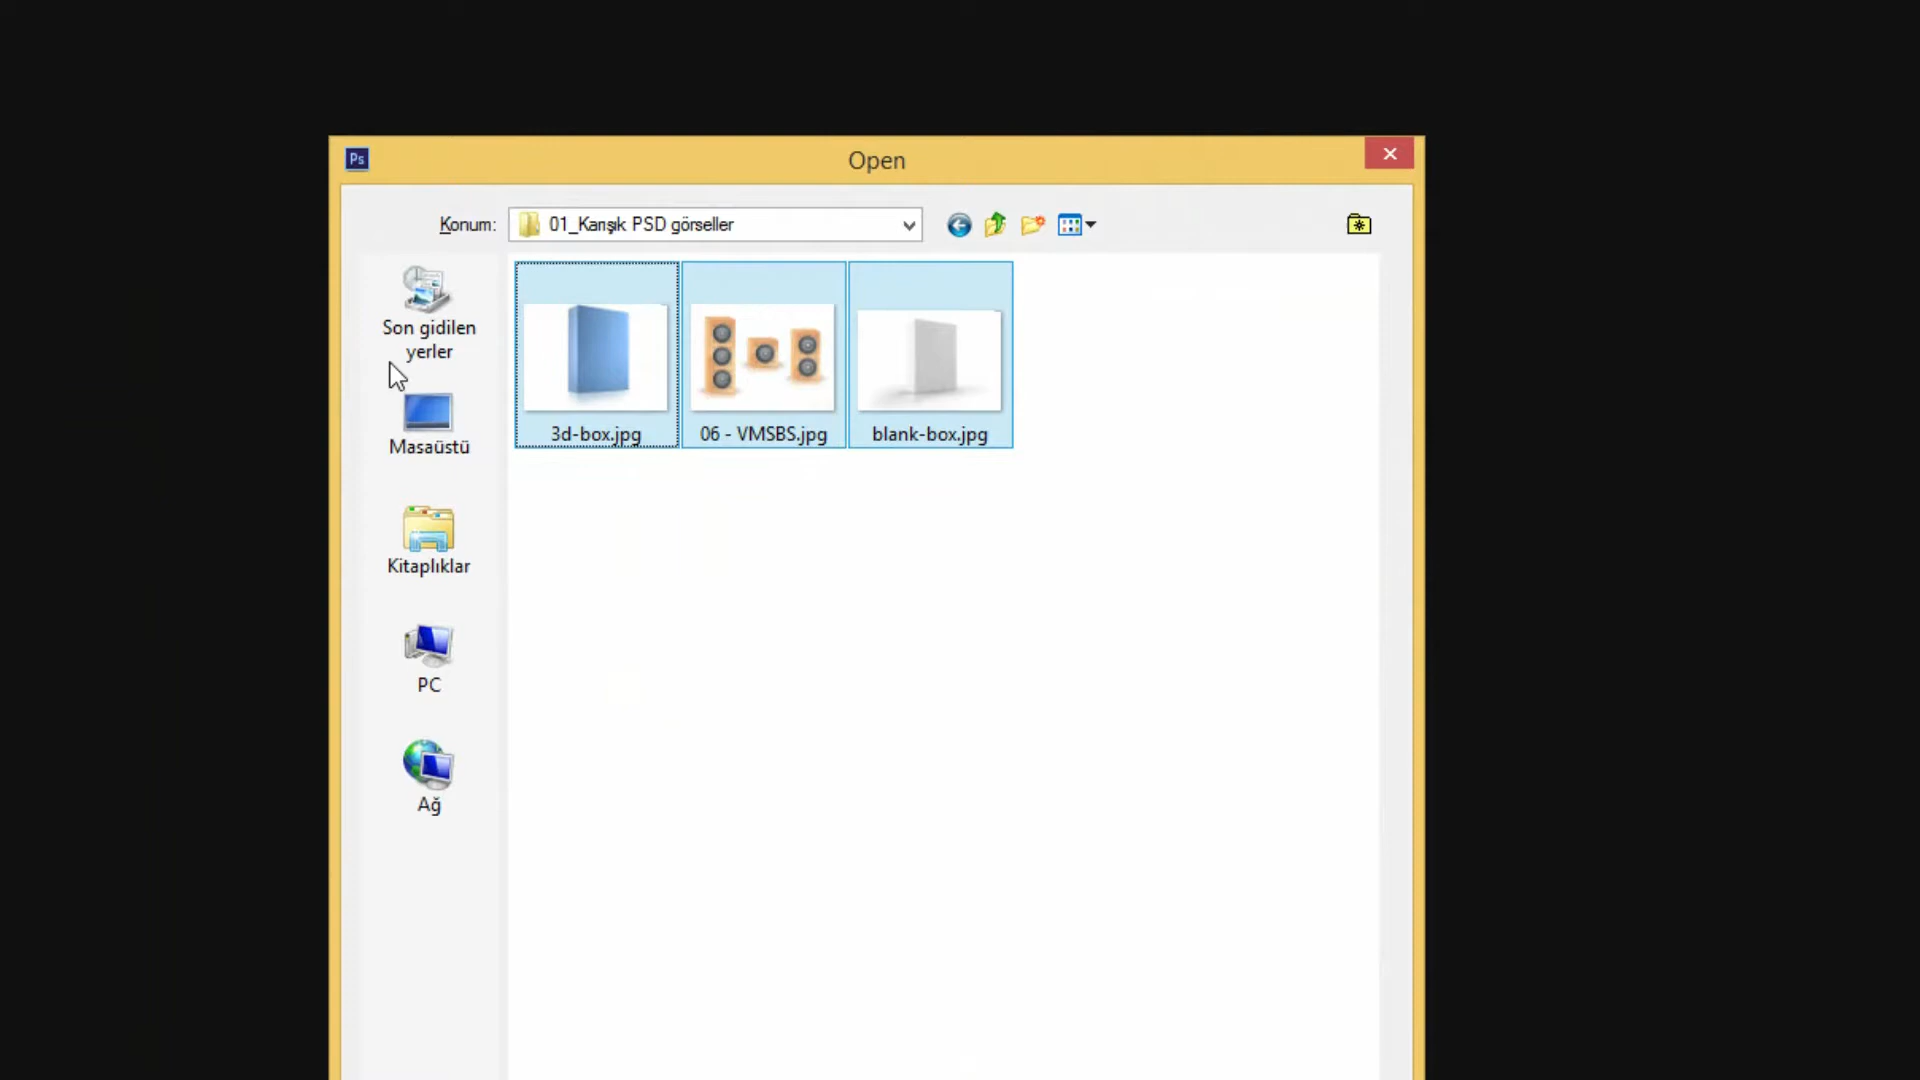 Ps
Open
Konum:
01_Karışık PSD görseller
Son gidilen
yerler
Masaüstü
Kitaplıklar
PC
Ağ
3d-box.jpg
06 - VMSBS.jpg
blank-box.jpg